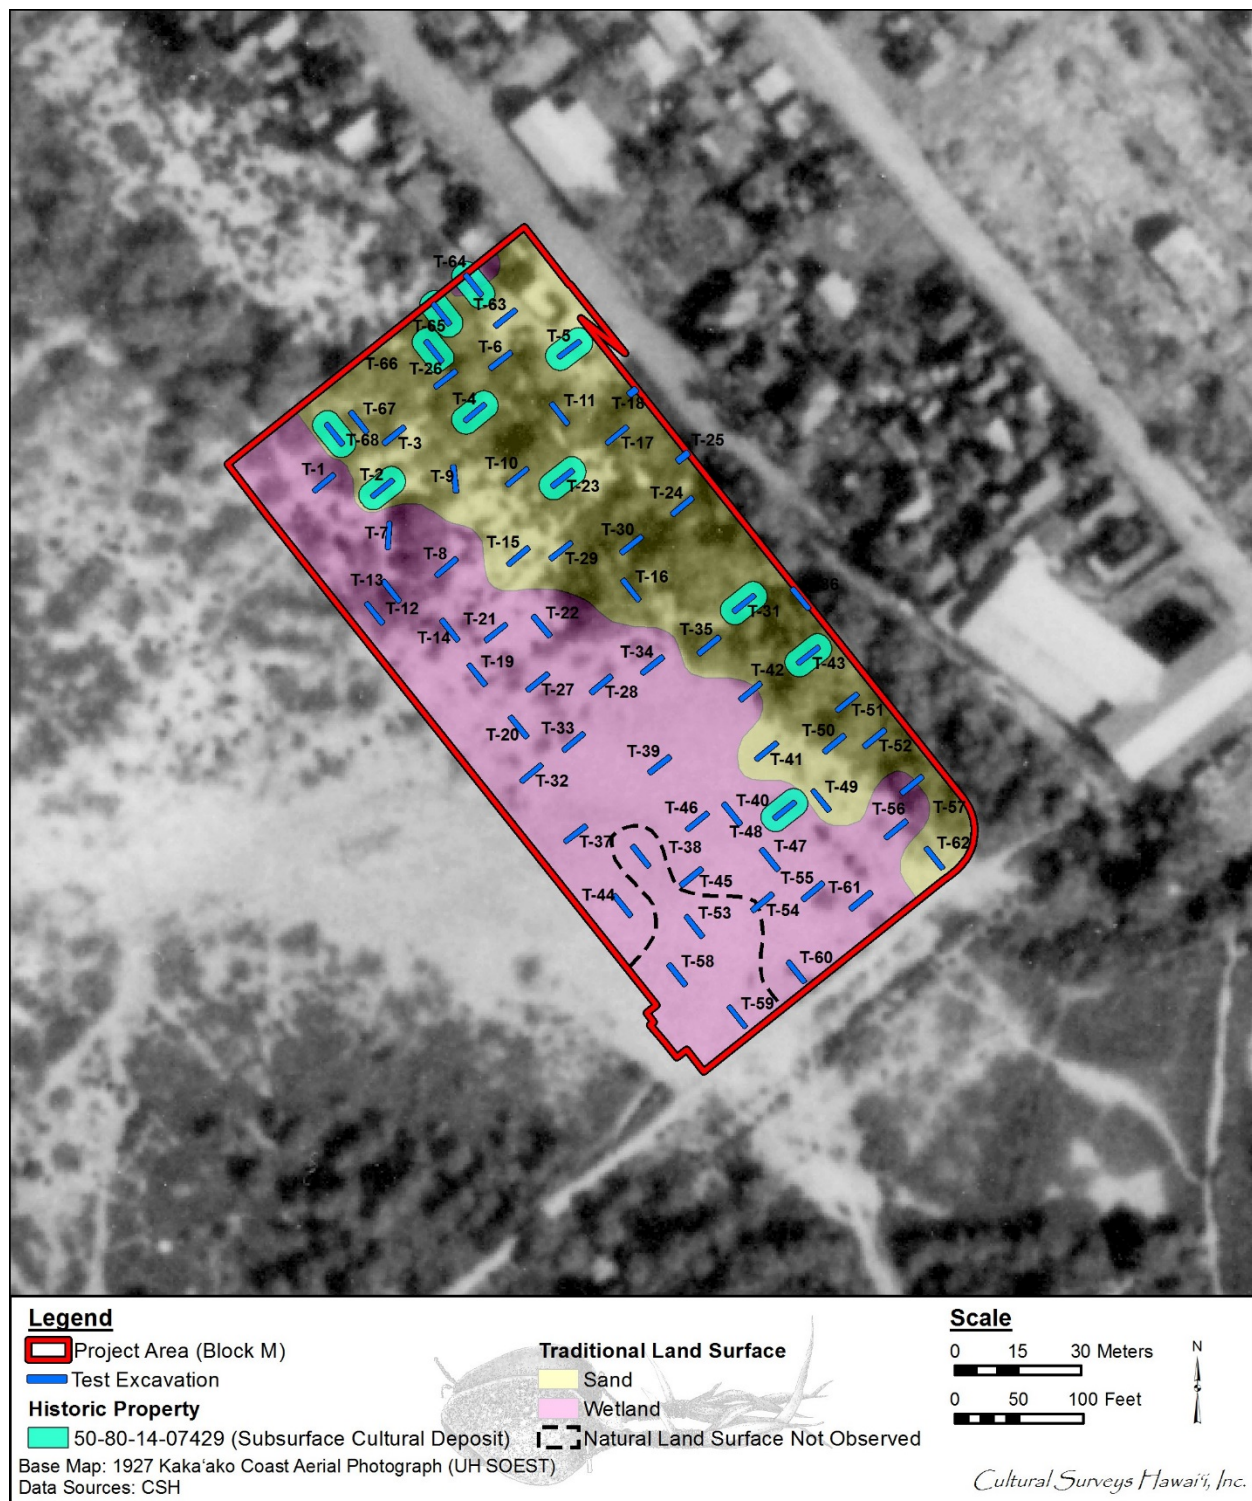 T-64
T-63
T-65
T-5
T-6
T-66
T-26
T-4
T-11
T-18
T-67
T-17
T-68
T-3
T-25
T-1
T-2
T-9
T-10
T-23
T-24
T-7
T-30
T-8
T-15
T-29
T-13
T-16
T-36
T-12
T-31
T-22
T-21
T-14
T-35
T-43
T-34
T-19
T-42
T-27
T-28
T-51
T-33
T-20
T-50
T-52
T-41
T-39
T-32
T-49
T-46
T-40
T-57
T-48
T-56
T-37
T-38
T-47
T-62
T-45
T-55
T-61
T-44
T-53
T-54
T-58
T-60
T-59
Legend
Project Area (Block M)
Test Excavation
Historic Property
50-80-14-07429 (Subsurface Cultural Deposit)
Base Map: 1927 Kakaʻako Coast Aerial Photograph (UH SOEST)
Data Sources: CSH
Traditional Land Surface
Sand
Wetland
Natural Land Surface Not Observed
Scale
0 15 30 Meters
0 50 100 Feet
N
Cultural Surveys Hawaiʻi, Inc.